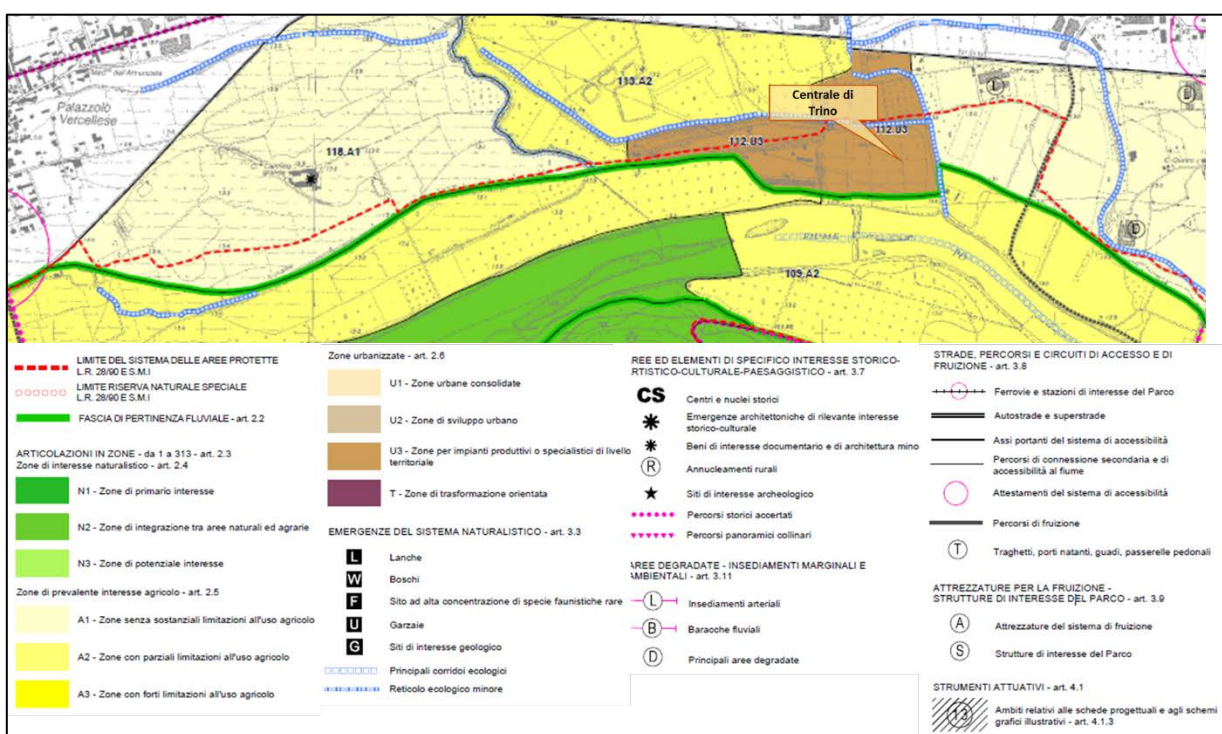 Palazzolo
Vercellese
118.A1
113.A2
112.U3
Centrale di
Trino
112.U3
109.A2
L
D
D
FIUME
PO
LIMITE DEL SISTEMA DELLE AREE PROTETTE
L.R. 28/90 E S.M.I
LIMITE RISERVA NATURALE SPECIALE
L.R. 28/90 E S.M.I
FASCIA DI PERTINENZA FLUVIALE - art. 2.2
ARTICOLAZIONI IN ZONE - da 1 a 313 - art. 2.3
Zone di interesse naturalistico - art. 2.4
N1 - Zone di primario interesse
N2 - Zone di integrazione tra aree naturali ed agrarie
N3 - Zone di potenziale interesse
Zone di prevalente interesse agricolo - art. 2.5
A1 - Zone senza sostanziali limitazioni all'uso agricolo
A2 - Zone con parziali limitazioni all'uso agricolo
A3 - Zone con forti limitazioni all'uso agricolo
Zone urbanizzate - art. 2.6
U1 - Zone urbane consolidate
U2 - Zone di sviluppo urbano
U3 - Zone per impianti produttivi o specialistici di livello
territoriale
T - Zone di trasformazione orientata
EMERGENZE DEL SISTEMA NATURALISTICO - art. 3.3
L Lanche
W Boschi
F Sito ad alta concentrazione di specie faunistiche rare
U Garzaie
G Siti di interesse geologico
Principali corridoi ecologici
Reticolo ecologico minore
REE ED ELEMENTI DI SPECIFICO INTERESSE STORICO-
RTISTICO-CULTURALE-PAESAGGISTICO - art. 3.7
CS Centri e nuclei storici
Emergenze architettoniche di rilevante interesse
storico-culturale
Beni di interesse documentario e di architettura mino
R Annucleamenti rurali
Siti di interesse archeologico
Percorsi storici accertati
Percorsi panoramici collinari
AREE DEGRADATE - INSEDIAMENTI MARGINALI E
AMBIENTALI - art. 3.11
L Insediamenti arteriali
B Baracche fluviali
D Principali aree degradate
STRADE, PERCORSI E CIRCUITI DI ACCESSO E DI
FRUIZIONE - art. 3.8
Ferrovie e stazioni di interesse del Parco
Autostrade e superstrade
Assi portanti del sistema di accessibilità
Percorsi di connessione secondaria e di
accessibilità al fiume
Attestamenti del sistema di accessibilità
Percorsi di fruizione
T Traghetti, porti natanti, guadi, passerelle pedonali
ATTREZZATURE PER LA FRUIZIONE -
STRUTTURE DI INTERESSE DEL PARCO - art. 3.9
A Attrezzature del sistema di fruizione
S Strutture di interesse del Parco
STRUMENTI ATTUATIVI - art. 4.1
13 Ambiti relativi alle schede progettuali e agli schemi
grafici illustrativi - art. 4.1.3